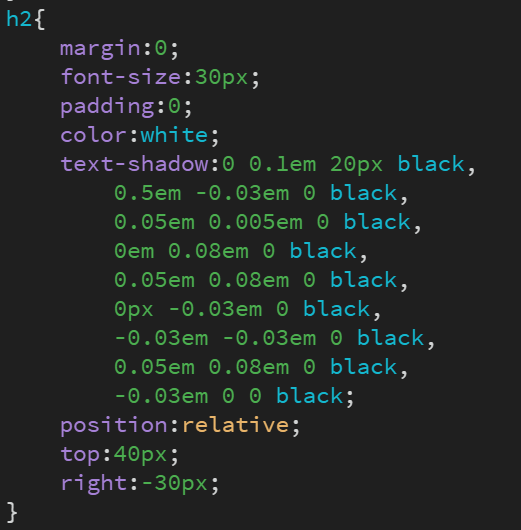 h2{
margin:0;
font-size:30px;
padding:0;
color:white;
text-shadow:0 0.lem 20px black,
0.5em -0.03em 0 black,
0.05em 0.005em 0 black,
0em 0.08em 0 black,
0.05em 0.08em 0 black,
0px -0.03em 0 black,
-0.03em -0.03em 0 black,
0.05em 0.08em 0 black,
-0.03em 0 0 black;
position:relative;
top:40px;
right:-30px;
}